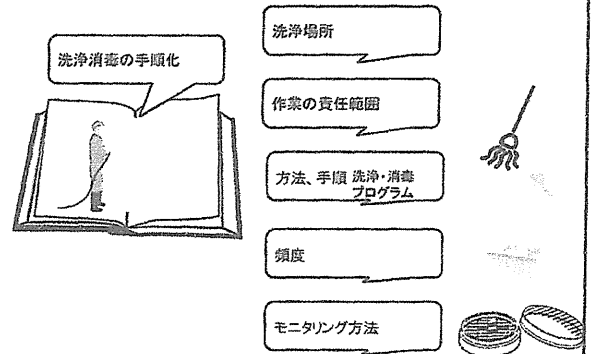 洗浄消毒の手順化
洗浄場所
作業の責任範囲
方法、手順 洗浄・消毒
プログラム
頻度
モニタリング方法